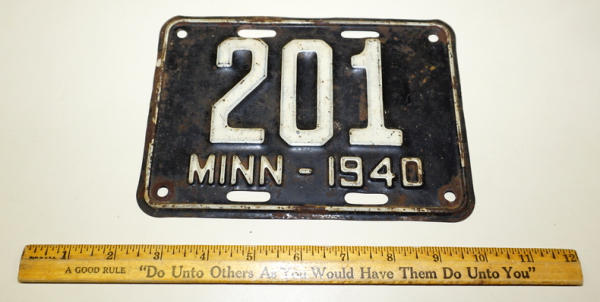 201
MINN - 1940
1 2 3 4 5 6 7 8 9 10 11 12
A GOOD RULE "Do Unto Others As You Would Have Them Do Unto You"